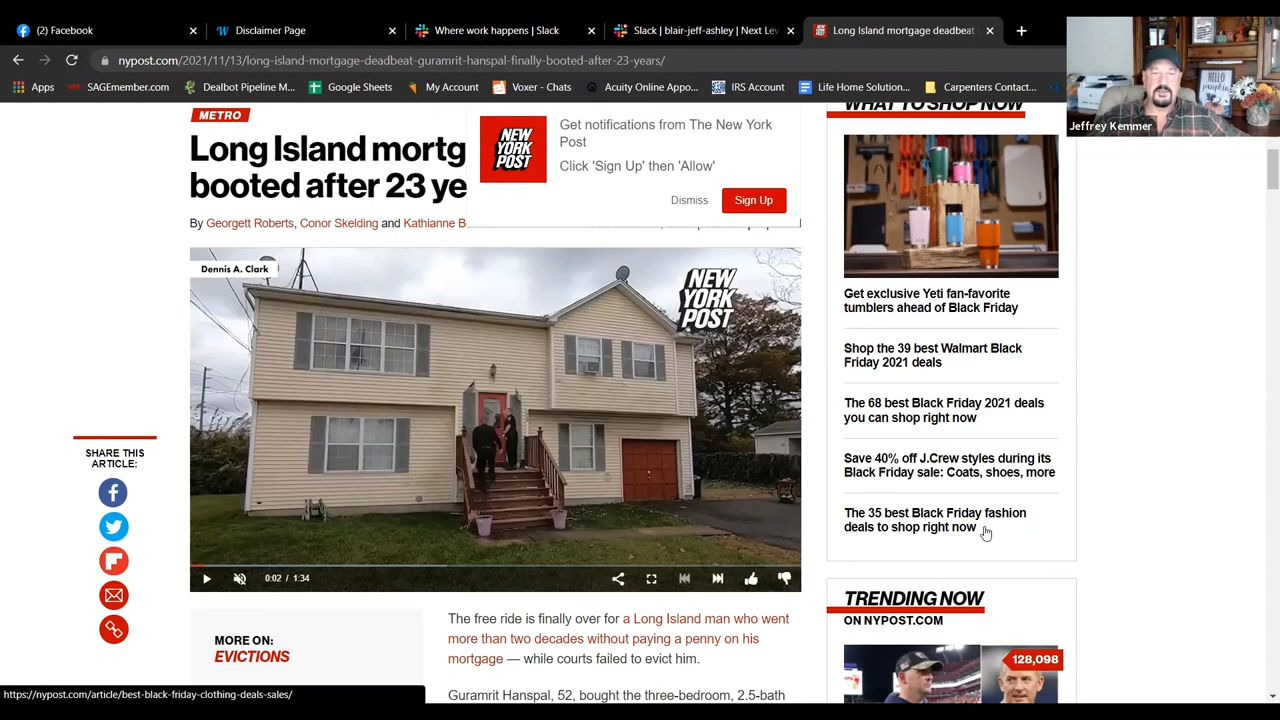 (2) Facebook
Disclaimer Page
Where work happens | Slack
Slack | blair-jeff-ashley | Next Lev
Long Island mortgage deadbeat
nypost.com/2021/11/13/long-island-mortgage-deadbeat-guramrit-hanspal-finally-booted-after-23-years/
Apps
SAGEmember.com
Dealbot Pipeline M...
Google Sheets
My Account
Voxer - Chats
Acuity Online Appo...
IRS Account
Life Home Solution...
Carpenters Contact...
HELLO
pumpkin
Jeffrey Kemmer
METRO
Long Island mortg
booted after 23 ye
By Georgett Roberts, Conor Skelding and Kathianne B
NEW
YORK
POST
Get notifications from The New York
Post
Click 'Sign Up' then 'Allow'
Dismiss
Sign Up
Dennis A. Clark
NEW
YORK
POST
0:02 / 1:34
SHARE THIS
ARTICLE:
MORE ON:
EVICTIONS
The free ride is finally over for a Long Island man who went
more than two decades without paying a penny on his
mortgage — while courts failed to evict him.
Guramrit Hanspal, 52, bought the three-bedroom, 2.5-bath
WHAT TO SHOP NOW
Get exclusive Yeti fan-favorite
tumblers ahead of Black Friday
Shop the 39 best Walmart Black
Friday 2021 deals
The 68 best Black Friday 2021 deals
you can shop right now
Save 40% off J.Crew styles during its
Black Friday sale: Coats, shoes, more
The 35 best Black Friday fashion
deals to shop right now
TRENDING NOW
ON NYPOST.COM
128,098
https://nypost.com/article/best-black-friday-clothing-deals-sales/